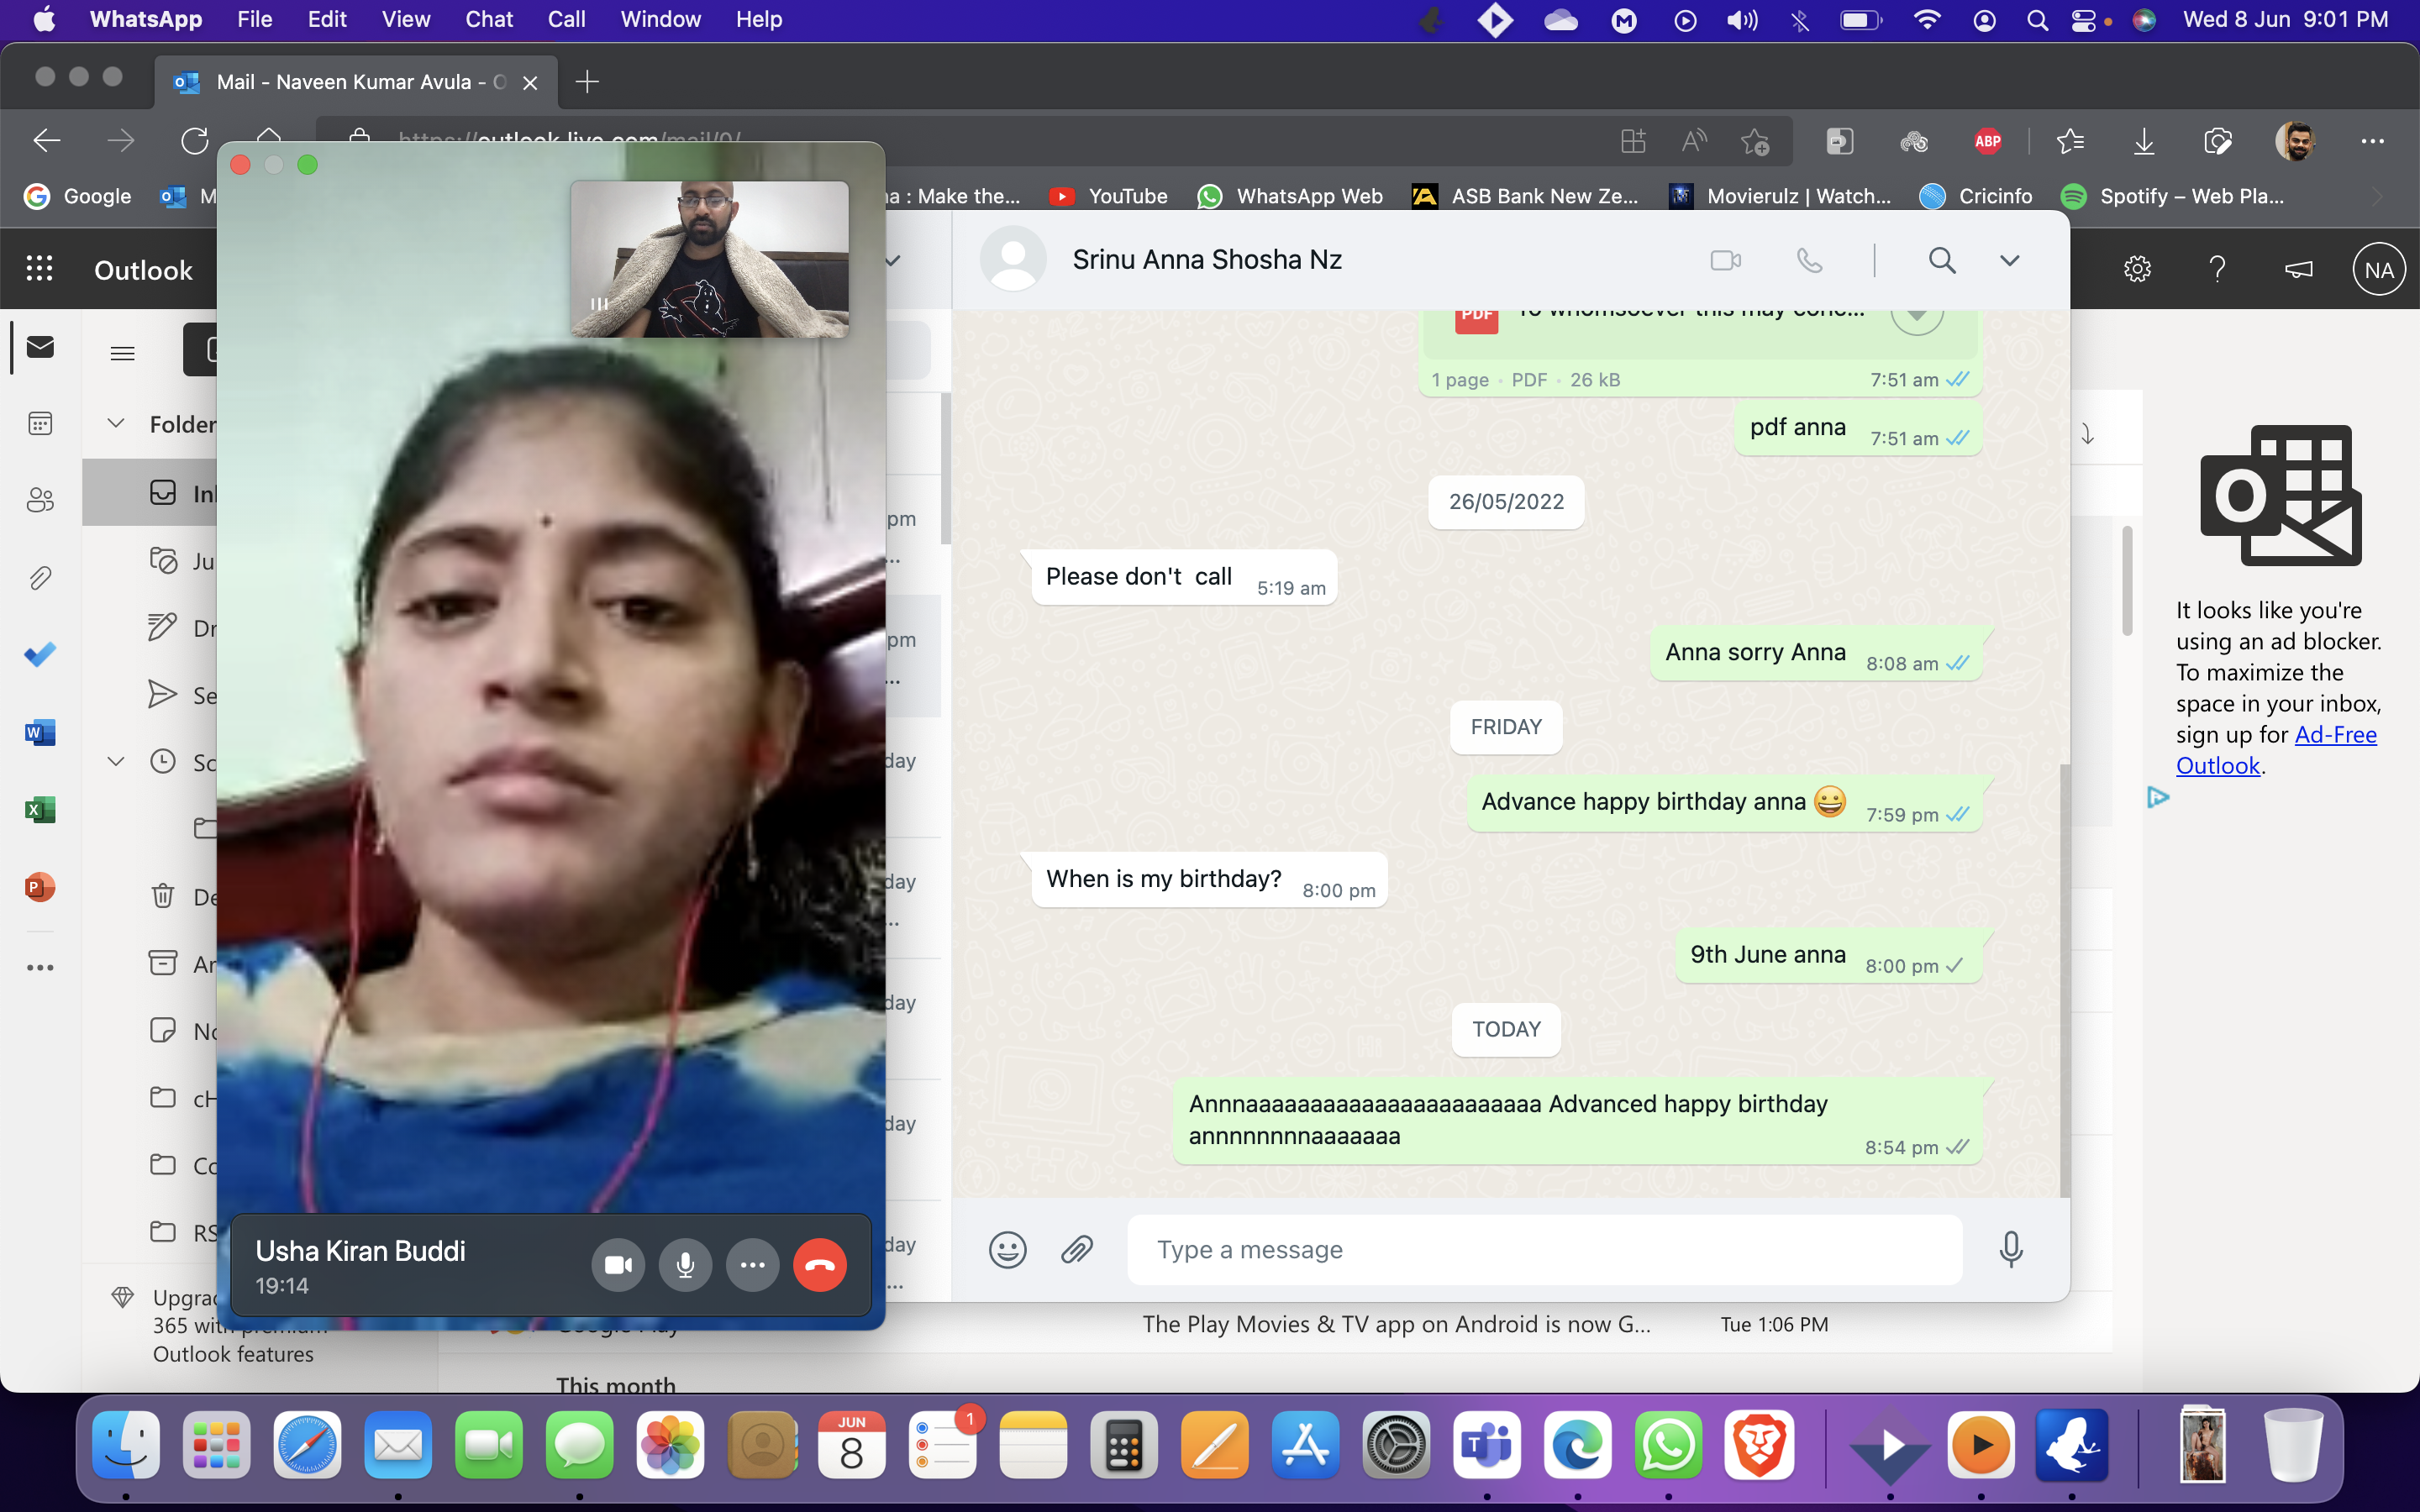 WhatsApp File Edit View Chat Call Window Help Wed 8 Jun 9:01 PM
Mail - Naveen Kumar Avula - O
https://outlook.live.com/mail/0/
ABP
Google M
a : Make the... YouTube WhatsApp Web ASB Bank New Ze... Movierulz | Watch... Cricinfo Spotify – Web Pla...
Outlook
NA
Folder
In
Ju
Dr
Se
Sc
De
Ar
No
cH
Co
RS
Upgra
365 with premium
Outlook features
Usha Kiran Buddi
19:14
pm
...
pm
...
day
day
...
day
day
day
...
Srinu Anna Shosha Nz
PDF To whomsoever this may conc...
1 page • PDF • 26 kB 7:51 am
pdf anna 7:51 am
26/05/2022
Please don't call 5:19 am
Anna sorry Anna 8:08 am
FRIDAY
Advance happy birthday anna 😀 7:59 pm
When is my birthday? 8:00 pm
9th June anna 8:00 pm
TODAY
Annnaaaaaaaaaaaaaaaaaaaaaaa Advanced happy birthday
annnnnnnnaaaaaaa 8:54 pm
Type a message
It looks like you're
using an ad blocker.
To maximize the
space in your inbox,
sign up for Ad-Free
Outlook.
Google Play The Play Movies & TV app on Android is now G... Tue 1:06 PM
This month
JUN
8
1